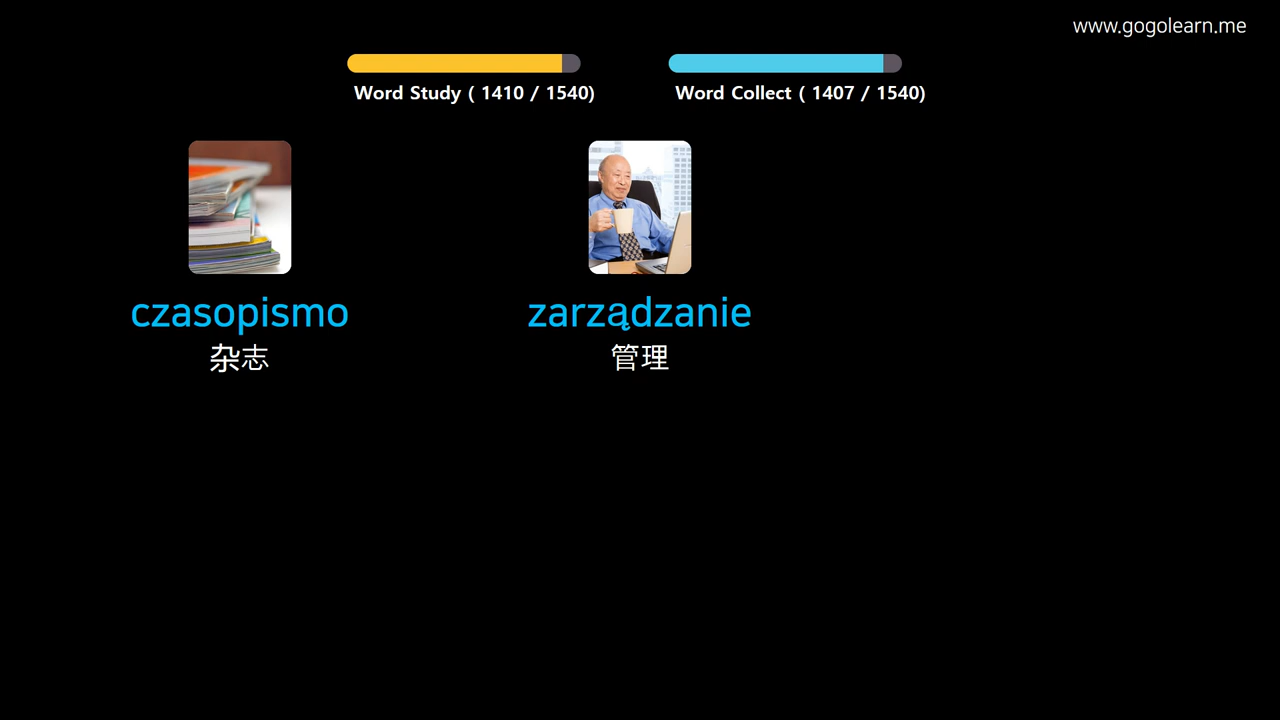 www.gogolearn.me
Word Study ( 1410 / 1540)
Word Collect ( 1407 / 1540)
czasopismo
杂志
zarządzanie
管理